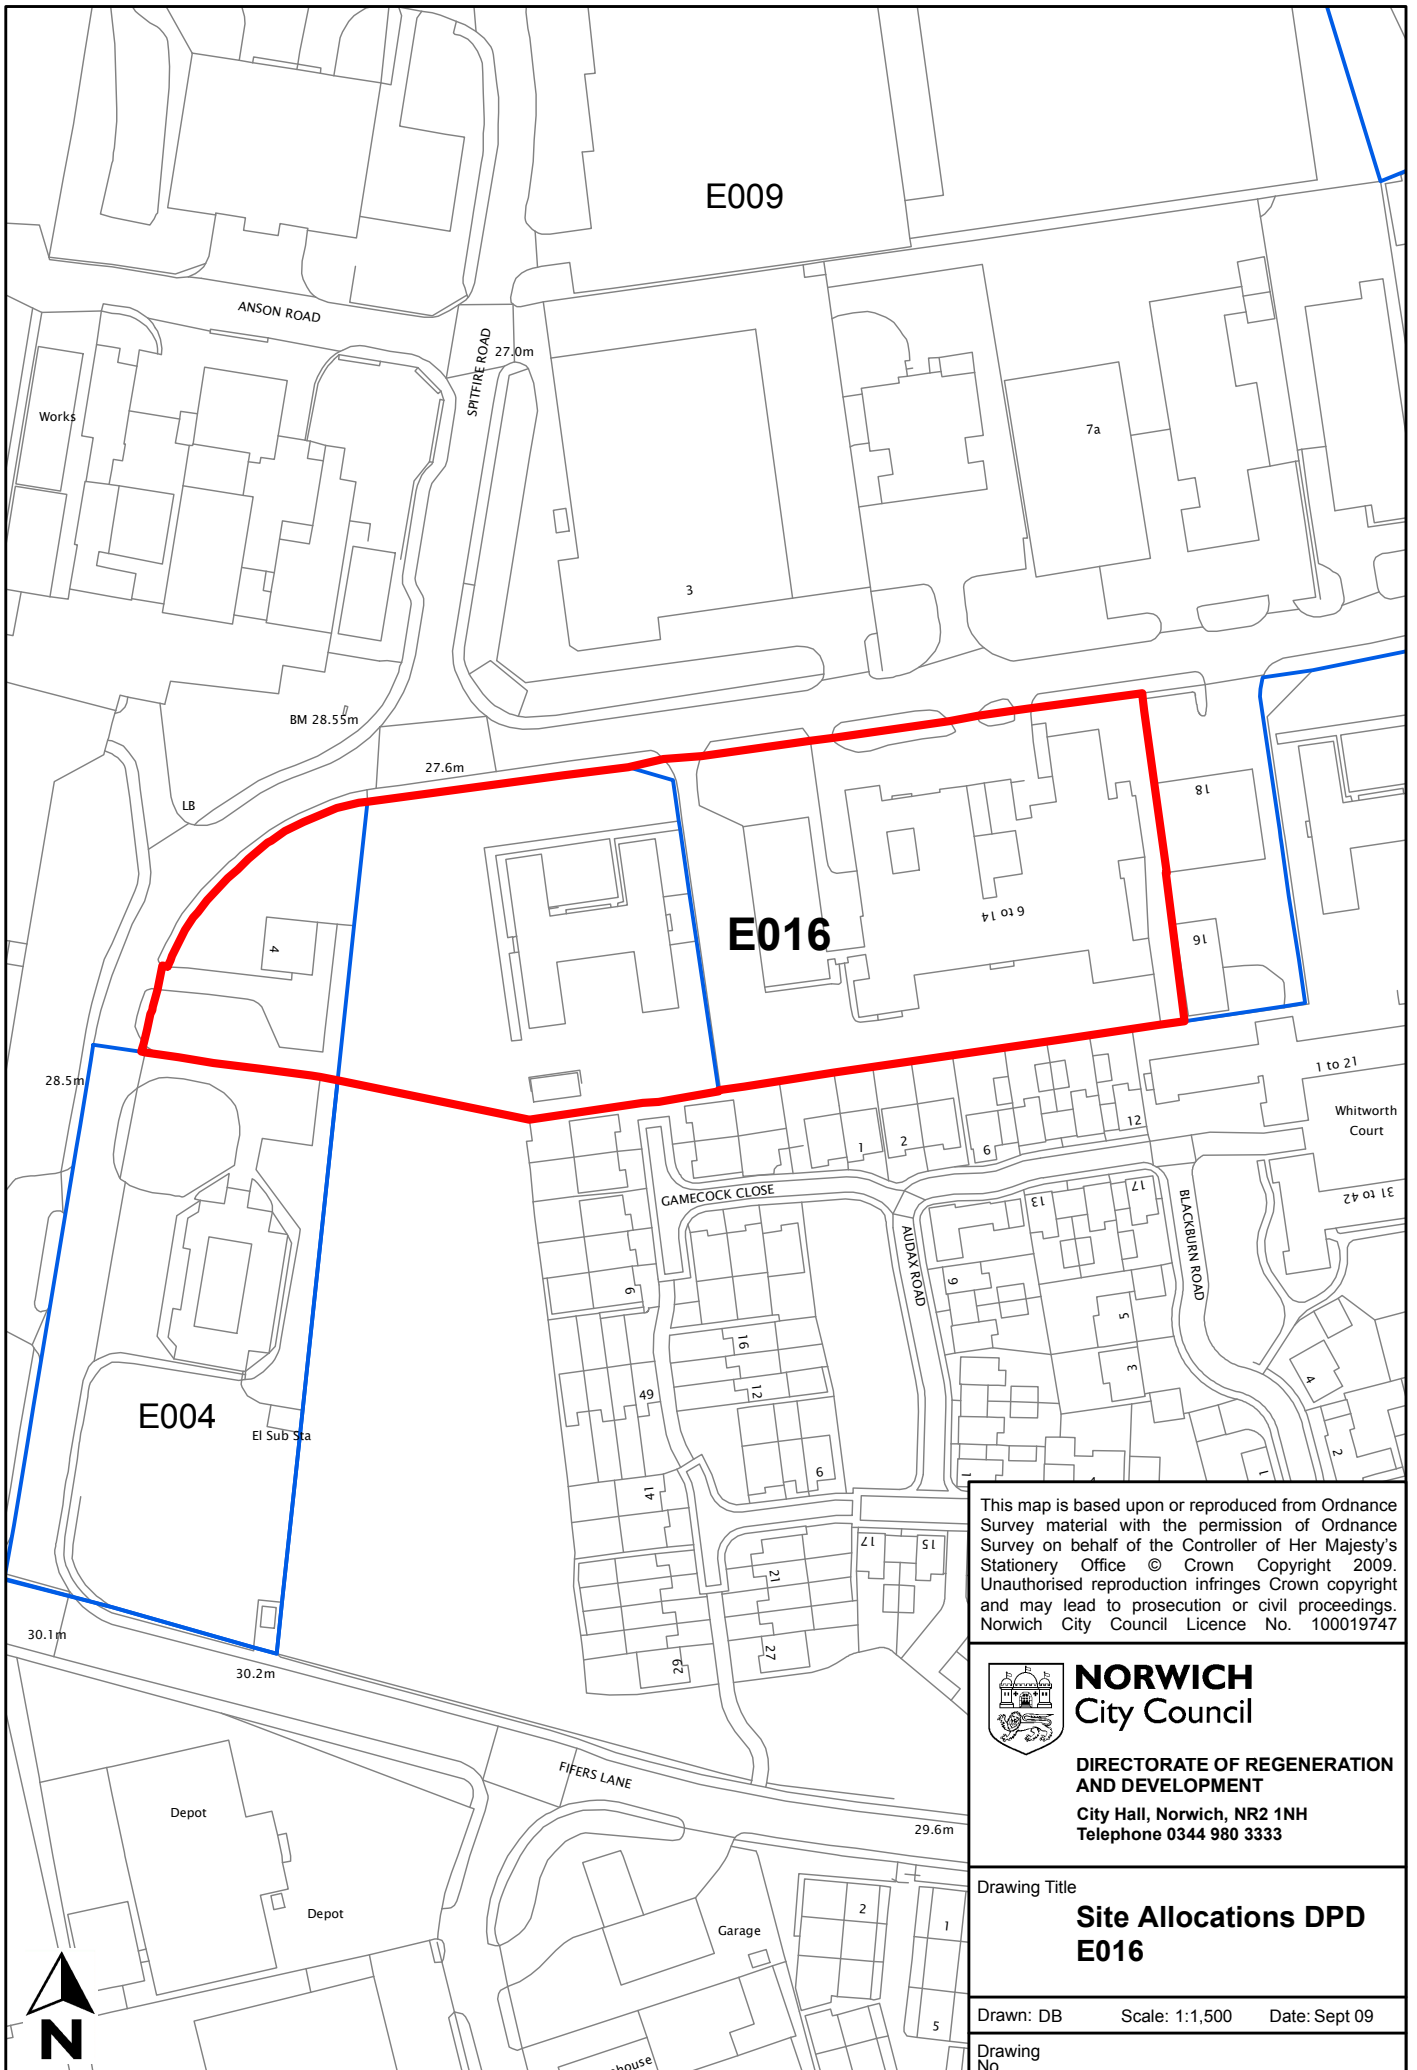 E009
ANSON ROAD
SPITFIRE ROAD
27.0m
Works
7a
3
BM 28.55m
27.6m
LB
18
4
E016
6 to 14
16
28.5m
1 to 21
Whitworth
Court
12
1
2
6
GAMECOCK CLOSE
13
17
31 to 42
AUDAX ROAD
BLACKBURN ROAD
9
9
5
16
3
4
12
49
E004
El Sub Sta
2
6
1
1
41
17
15
21
29
27
30.1m
30.2m
FIFERS LANE
Depot
29.6m
Depot
Garage
2
1
5
house
N
This map is based upon or reproduced from Ordnance
Survey material with the permission of Ordnance
Survey on behalf of the Controller of Her Majesty's
Stationery Office © Crown Copyright 2009.
Unauthorised reproduction infringes Crown copyright
and may lead to prosecution or civil proceedings.
Norwich City Council Licence No. 100019747
NORWICH
City Council
DIRECTORATE OF REGENERATION
AND DEVELOPMENT
City Hall, Norwich, NR2 1NH
Telephone 0344 980 3333
Drawing Title
Site Allocations DPD
E016
Drawn: DB Scale: 1:1,500 Date: Sept 09
Drawing
No